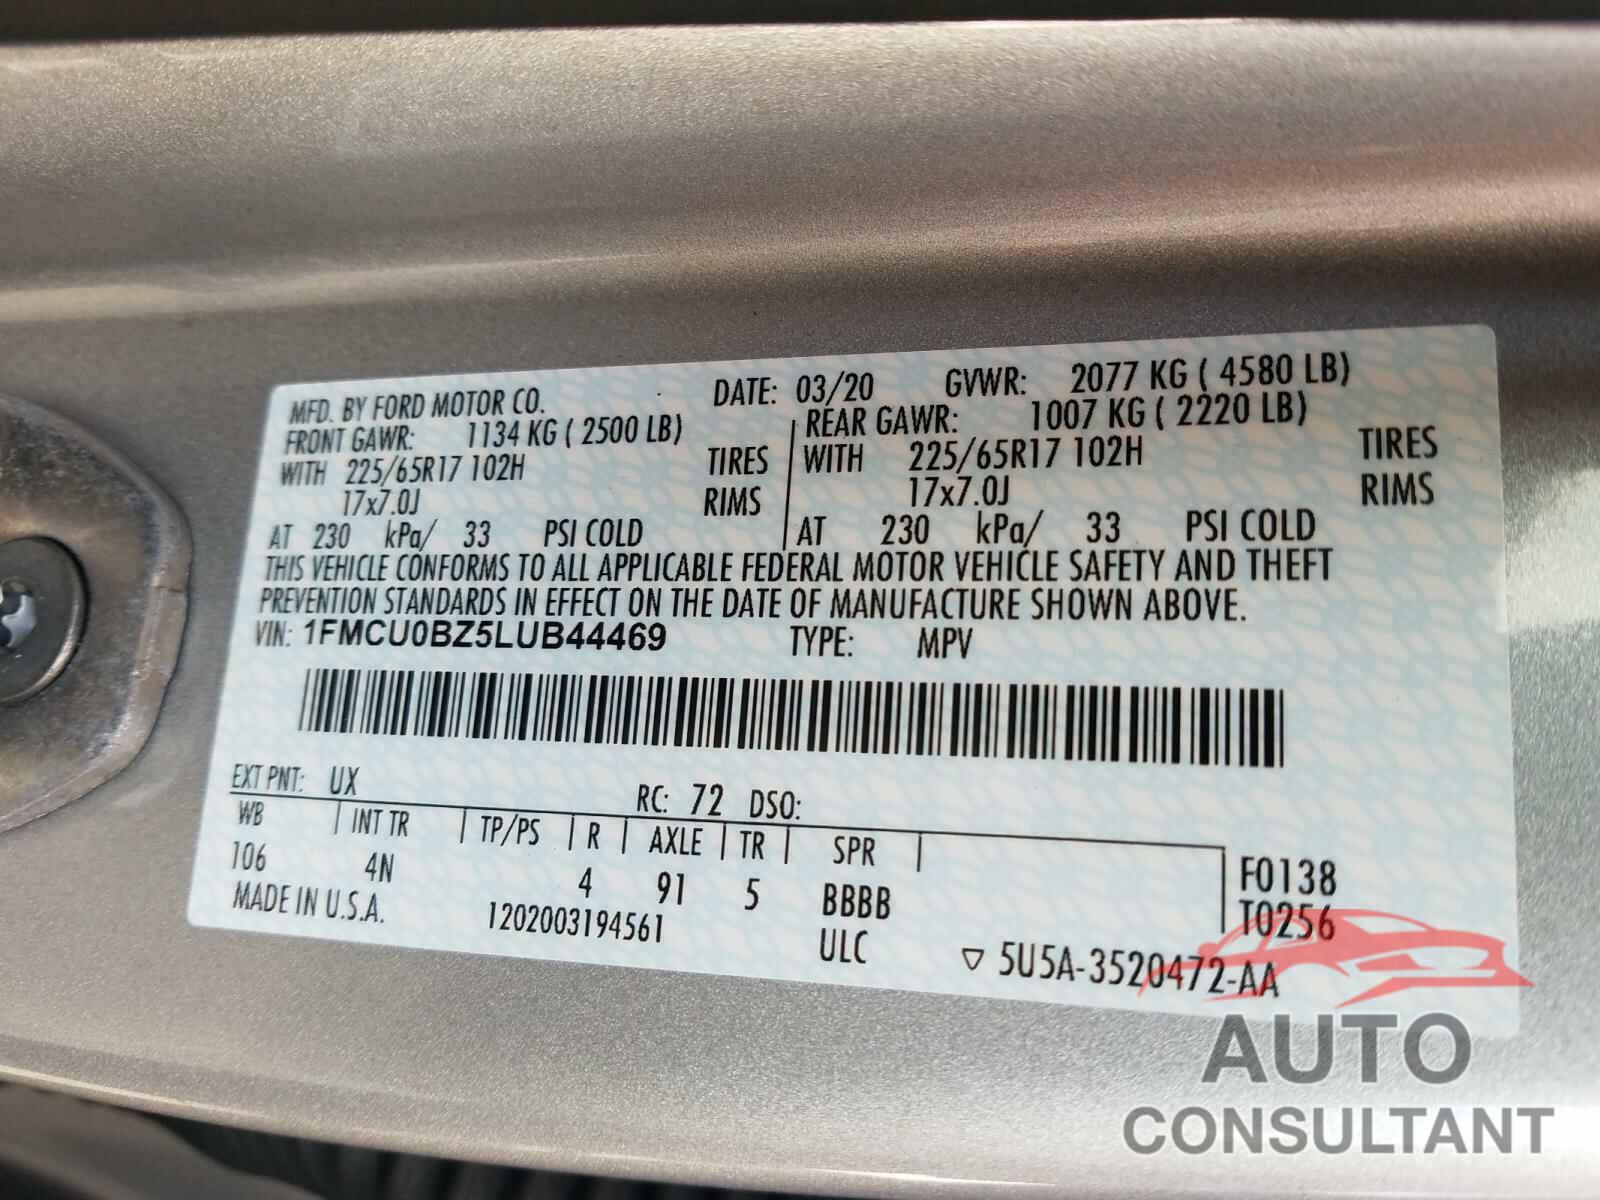 MFD. BY FORD MOTOR CO. DATE: 03/20 GVWR: 2077 KG ( 4580 LB)
FRONT GAWR: 1134 KG ( 2500 LB) REAR GAWR: 1007 KG ( 2220 LB)
WITH 225/65R17 102H TIRES WITH 225/65R17 102H TIRES
17x7.0J RIMS 17x7.0J RIMS
AT 230 kPa/ 33 PSI COLD AT 230 kPa/ 33 PSI COLD
THIS VEHICLE CONFORMS TO ALL APPLICABLE FEDERAL MOTOR VEHICLE SAFETY AND THEFT
PREVENTION STANDARDS IN EFFECT ON THE DATE OF MANUFACTURE SHOWN ABOVE.
VIN: 1FMCU0BZ5LUB44469 TYPE: MPV
EXT PNT: UX RC: 72 DSO:
WB INT TR TP/PS R AXLE TR SPR
106 4N 4 91 5 BBBB F0138
MADE IN U.S.A. 1202003194561 ULC T0256
5U5A-3520472-AA
AUTO
CONSULTANT